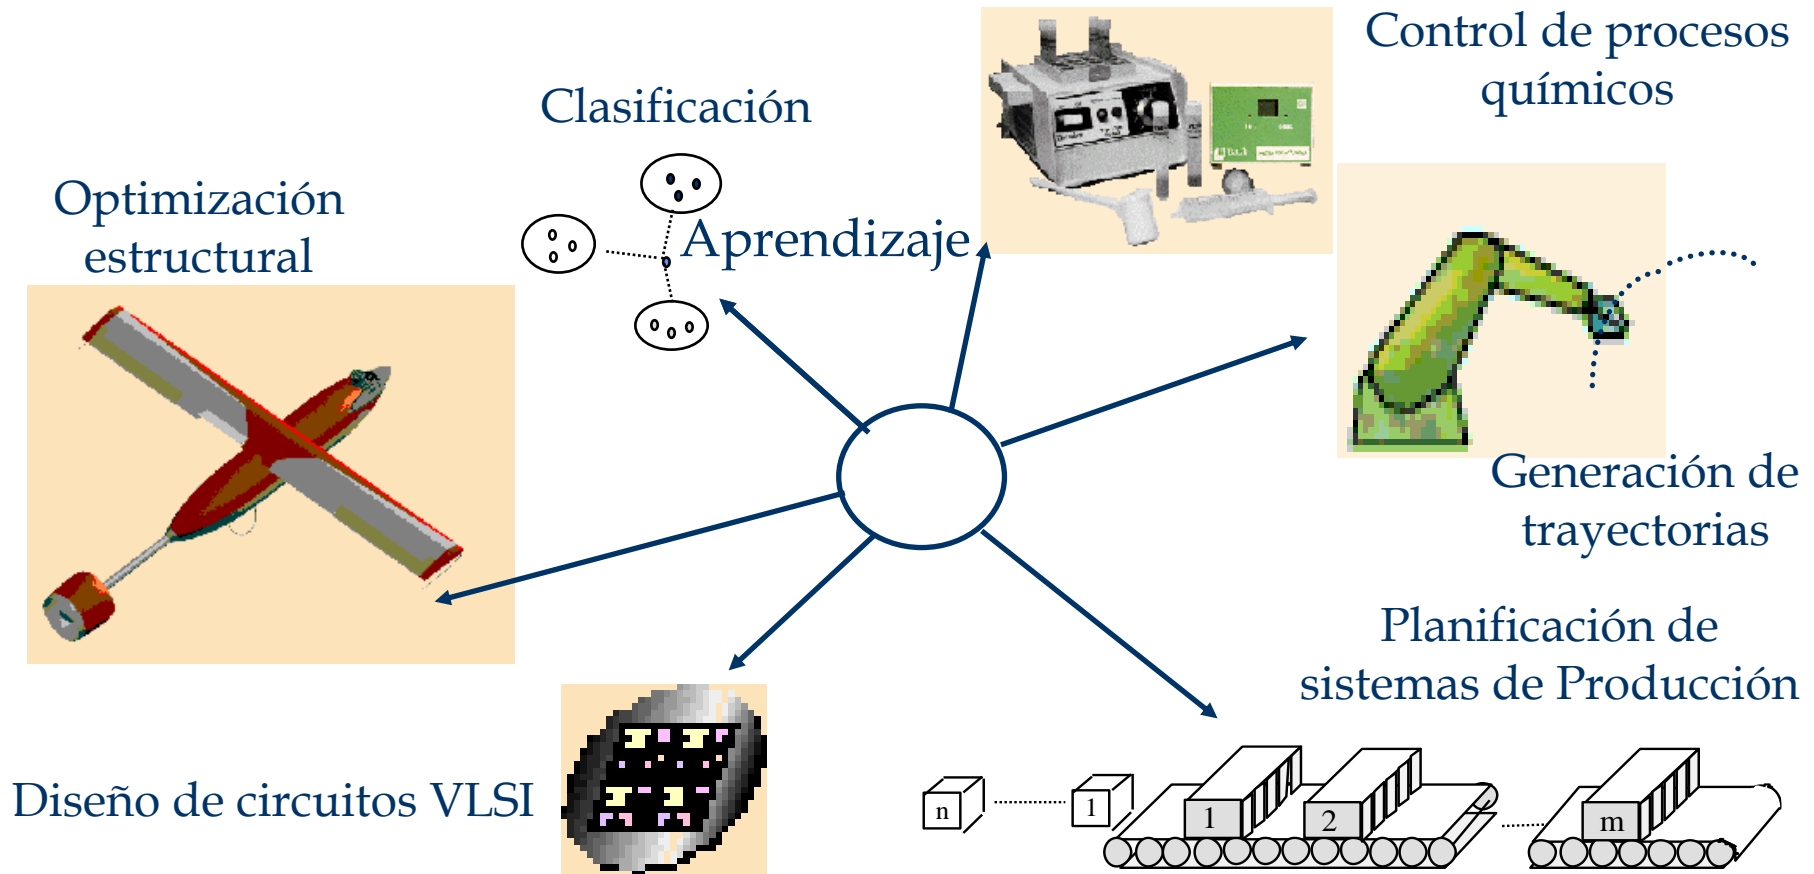 Control de procesos
químicos
Clasificación
Optimización
estructural
Aprendizaje
Generación de
trayectorias
Planificación de
sistemas de Producción
Diseño de circuitos VLSI
n
1
1
2
m